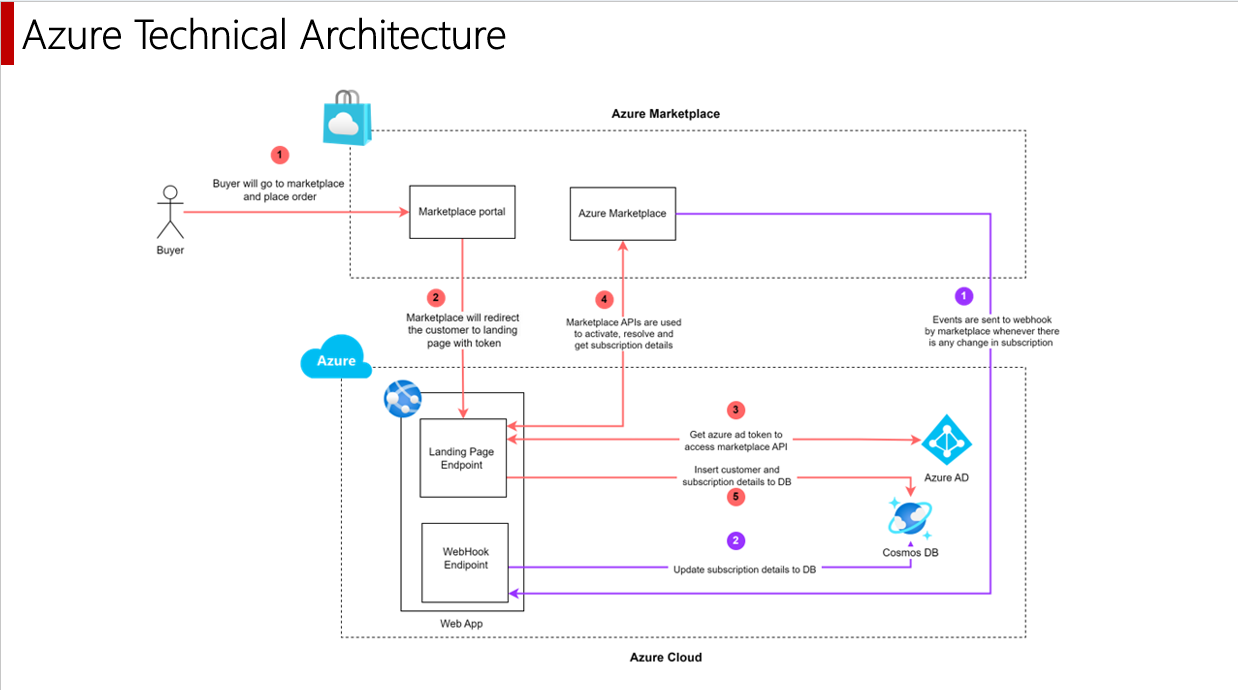 Azure Technical Architecture
Azure Marketplace
1
Buyer will go to marketplace
and place order
Marketplace portal
Azure Marketplace
Buyer
2
Marketplace will redirect
the customer to landing
page with token
4
Marketplace APIs are used
to activate, resolve and
get subscription details
1
Events are sent to webhook
by marketplace whenever there
is any change in subscription
Azure
Landing Page
Endpoint
3
Get azure ad token to
access marketplace API
Azure AD
Insert customer and
subscription details to DB
5
Cosmos DB
WebHook
Endpoint
2
Update subscription details to DB
Web App
Azure Cloud